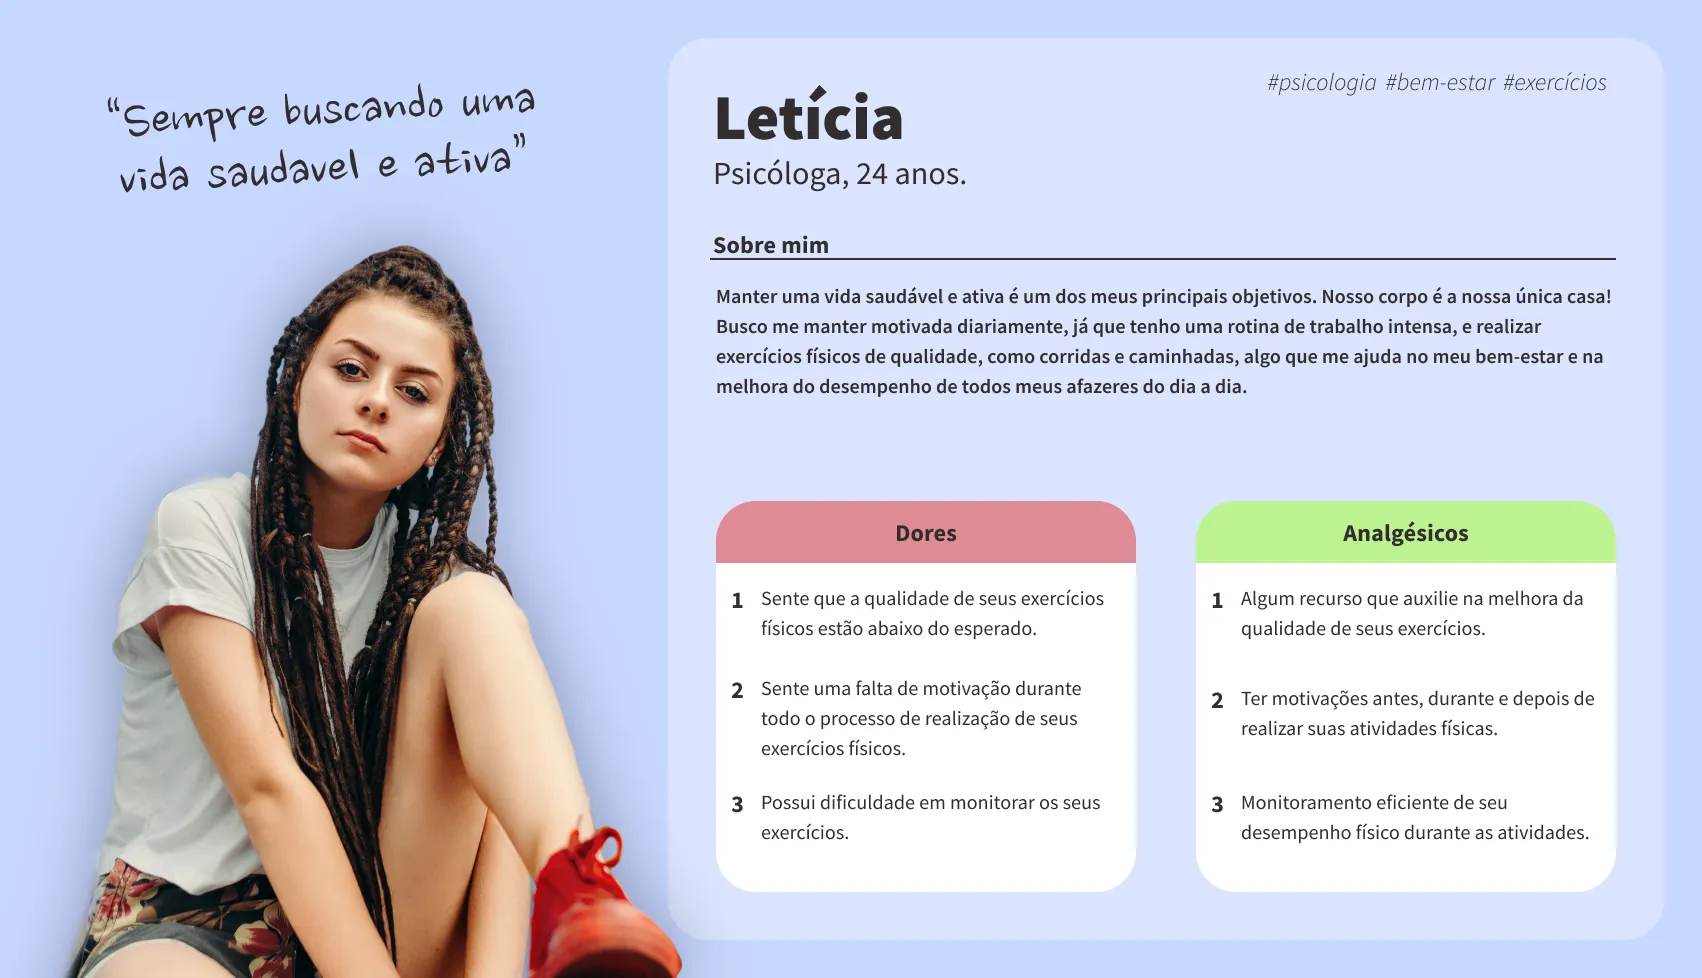 “Sempre buscando uma
vida saudavel e ativa”
#psicologia #bem-estar #exercícios
Letícia
Psicóloga, 24 anos.
Sobre mim
Manter uma vida saudável e ativa é um dos meus principais objetivos. Nosso corpo é a nossa única casa!
Busco me manter motivada diariamente, já que tenho uma rotina de trabalho intensa, e realizar
exercícios físicos de qualidade, como corridas e caminhadas, algo que me ajuda no meu bem-estar e na
melhora do desempenho de todos meus afazeres do dia a dia.
Dores
1 Sente que a qualidade de seus exercícios
físicos estão abaixo do esperado.
2 Sente uma falta de motivação durante
todo o processo de realização de seus
exercícios físicos.
3 Possui dificuldade em monitorar os seus
exercícios.
Analgésicos
1 Algum recurso que auxilie na melhora da
qualidade de seus exercícios.
2 Ter motivações antes, durante e depois de
realizar suas atividades físicas.
3 Monitoramento eficiente de seu
desempenho físico durante as atividades.